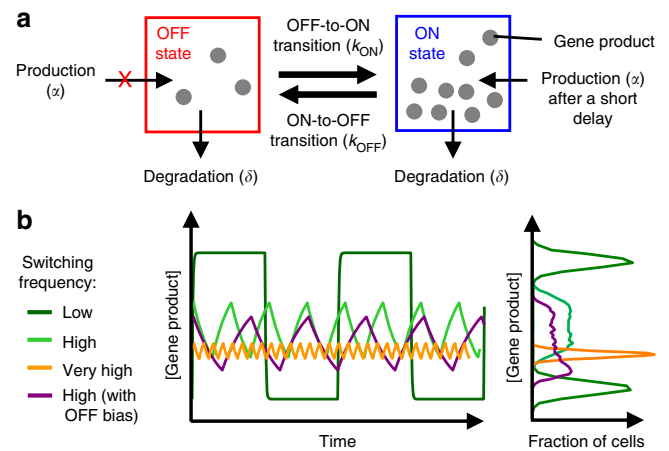 a
OFF
state
Production
(α)
X
Degradation (δ)
OFF-to-ON
transition (kON)
ON-to-OFF
transition (kOFF)
ON
state
Gene product
Production (α)
after a short
delay
Degradation (δ)
b
Switching
frequency:
Low
High
Very high
High (with
OFF bias)
[Gene product]
Time
[Gene product]
Fraction of cells